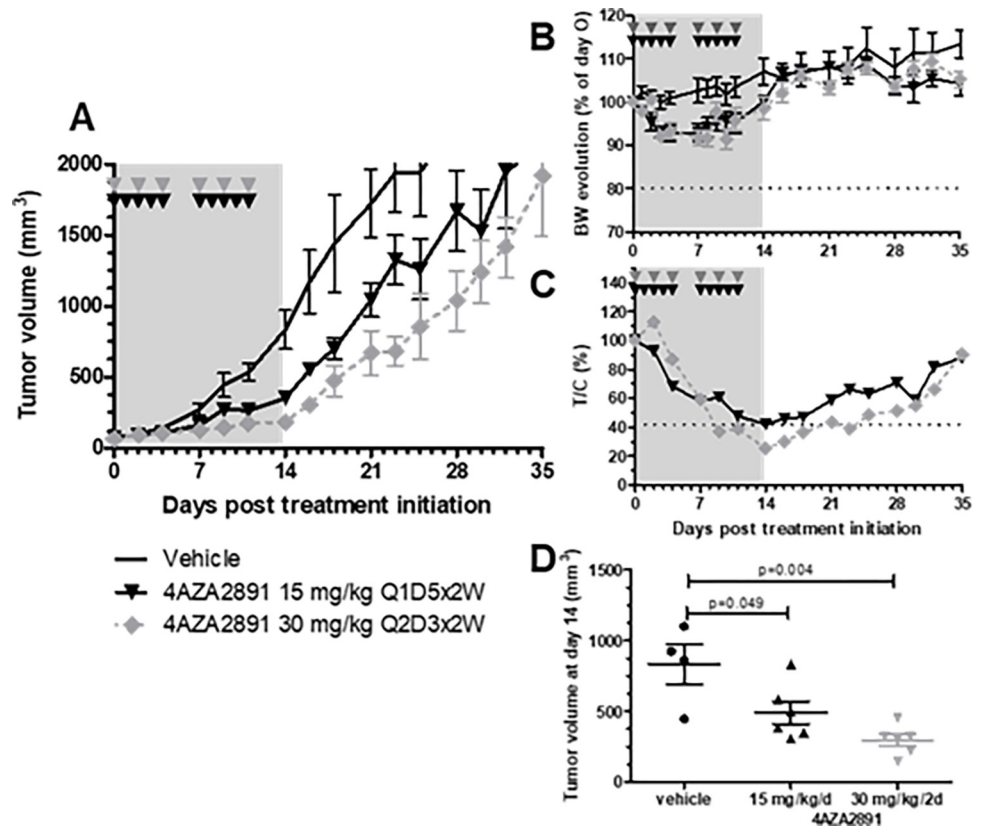 A
Tumor volume (mm3)
2000
1500
1000
500
0
0 7 14 21 28 35
Days post treatment initiation
Vehicle
4AZA2891 15 mg/kg Q1D5x2W
4AZA2891 30 mg/kg Q2D3x2W
B
BW evolution (% of day O)
120
110
100
90
80
70
0 7 14 21 28 35
C
T/C (%)
140
120
100
80
60
40
20
0
0 7 14 21 28 35
Days post treatment initiation
D
Tumor volume at day 14 (mm3)
1500
1000
500
0
p=0.004
p=0.049
vehicle 15 mg/kg/d 30 mg/kg/2d
4AZA2891